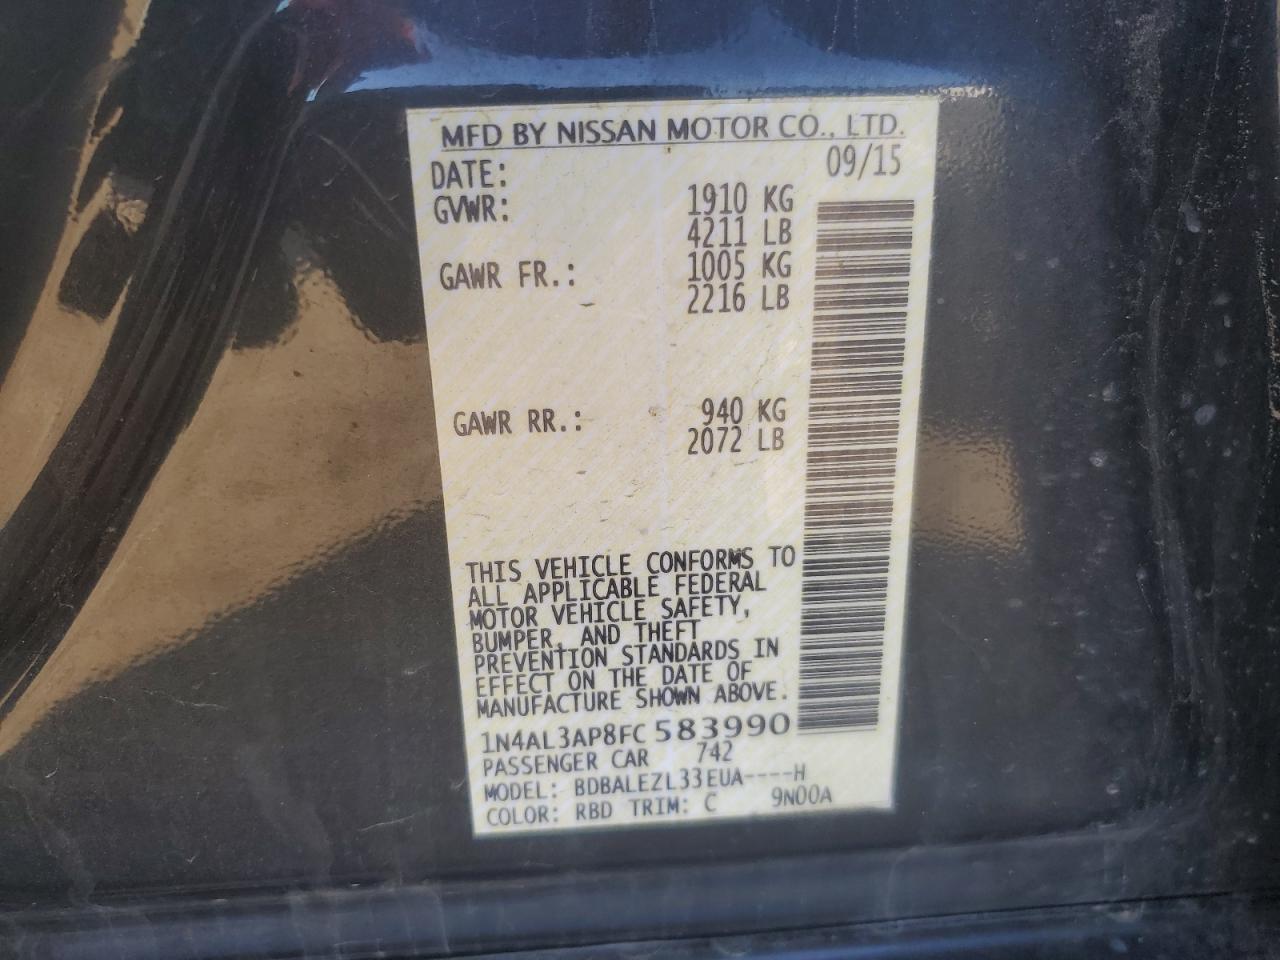 MFD BY NISSAN MOTOR CO., LTD.
DATE: 09/15
GVWR: 1910 KG
4211 LB
GAWR FR.: 1005 KG
2216 LB
GAWR RR.: 940 KG
2072 LB
THIS VEHICLE CONFORMS TO
ALL APPLICABLE FEDERAL
MOTOR VEHICLE SAFETY,
BUMPER, AND THEFT
PREVENTION STANDARDS IN
EFFECT ON THE DATE OF
MANUFACTURE SHOWN ABOVE.
1N4AL3AP8FC583990
PASSENGER CAR 742
MODEL: BDBALEZL33EUA----H
COLOR: RBD TRIM: C 9N00A